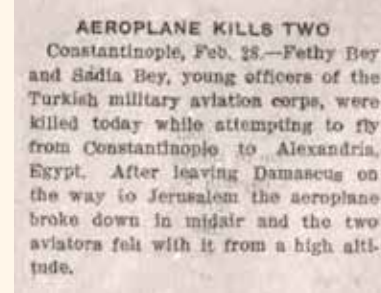 AEROPLANE KILLS TWO
Constantinople, Feb. 28.—Fethy Bey
and Sadia Bey, young officers of the
Turkish military aviation corps, were
killed today while attempting to fly
from Constantinople to Alexandria,
Egypt. After leaving Damascus on
the way to Jerusalem the aeroplane
broke down in midair and the two
aviators fell with it from a high alti-
tude.